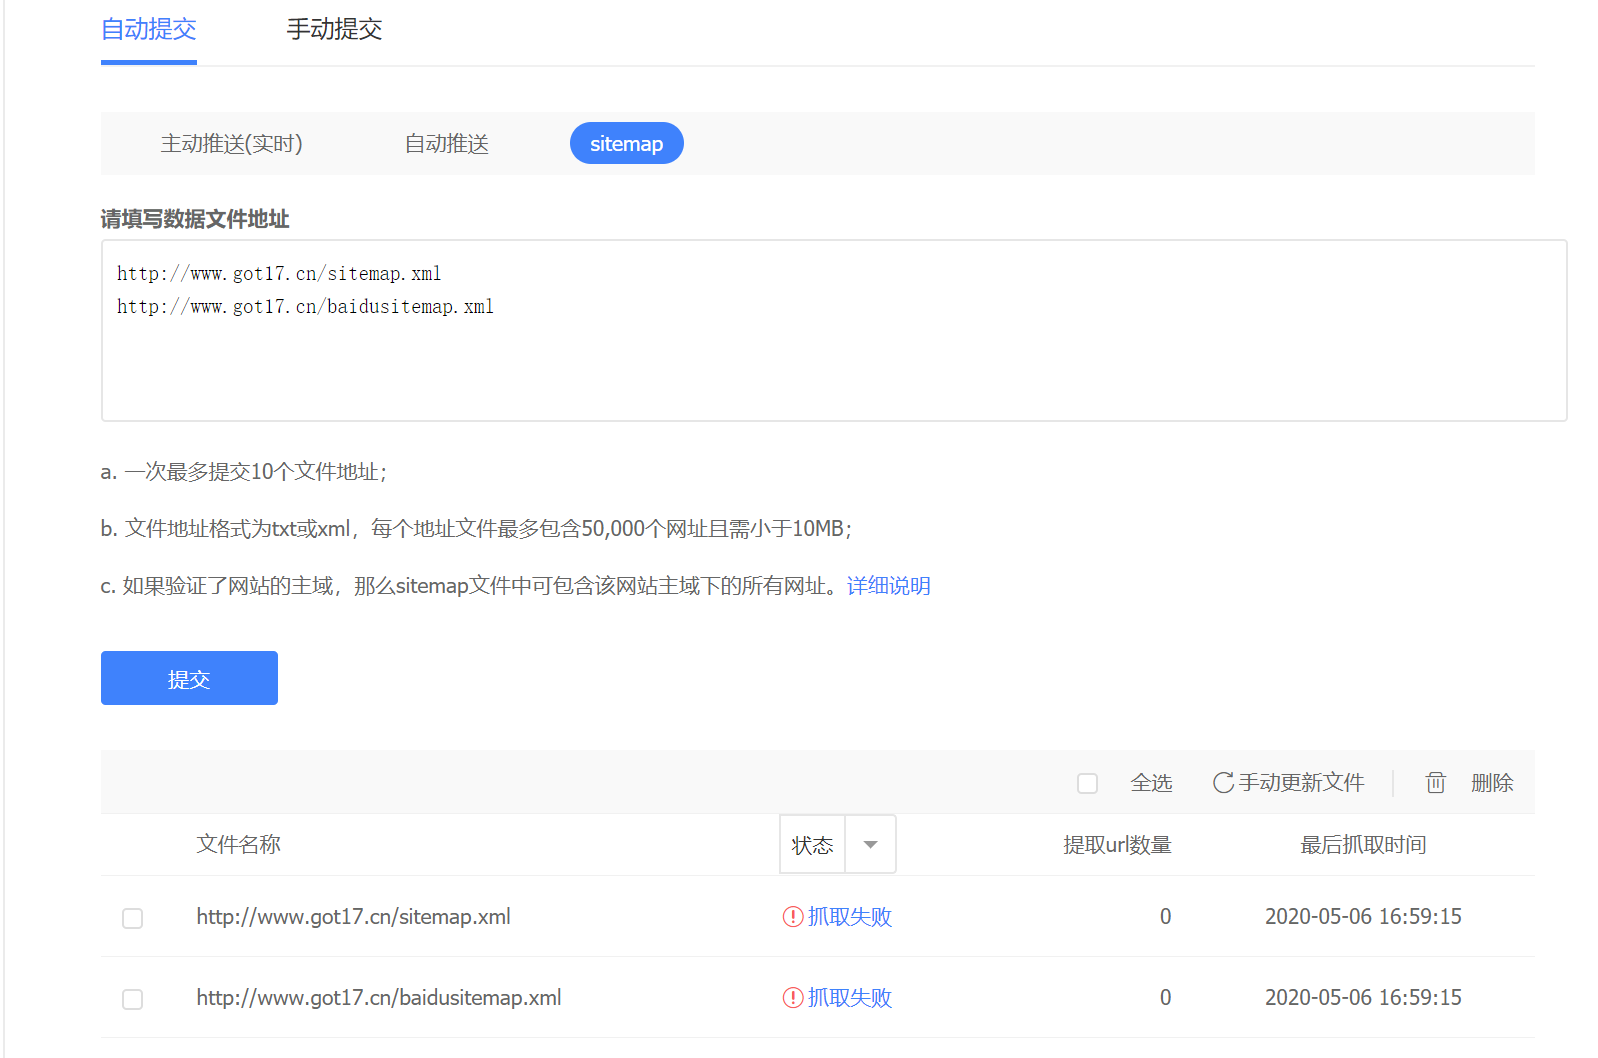 自动提交 手动提交
主动推送(实时) 自动推送 sitemap
请填写数据文件地址
http://www.got17.cn/sitemap.xml
http://www.got17.cn/baidusitemap.xml
a. 一次最多提交10个文件地址；
b. 文件地址格式为txt或xml，每个地址文件最多包含50,000个网址且需小于10MB；
c. 如果验证了网站的主域，那么sitemap文件中可包含该网站主域下的所有网址。详细说明
提交
全选 手动更新文件 删除
文件名称 状态 提取url数量 最后抓取时间
http://www.got17.cn/sitemap.xml 抓取失败 0 2020-05-06 16:59:15
http://www.got17.cn/baidusitemap.xml 抓取失败 0 2020-05-06 16:59:15